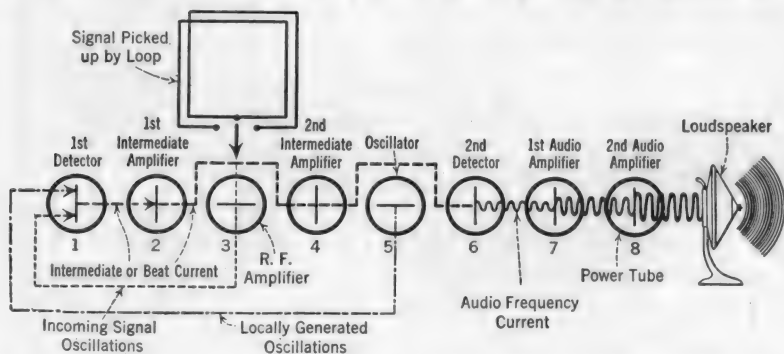 Signal Picked
up by Loop
1st
Detector
1st
Intermediate
Amplifier
2nd
Intermediate
Amplifier
Oscillator
2nd
Detector
1st Audio
Amplifier
2nd Audio
Amplifier
Loudspeaker
1
2
3
4
5
6
7
8
Intermediate or Beat Current
R. F.
Amplifier
Power Tube
Audio Frequency
Current
Incoming Signal
Oscillations
Locally Generated
Oscillations